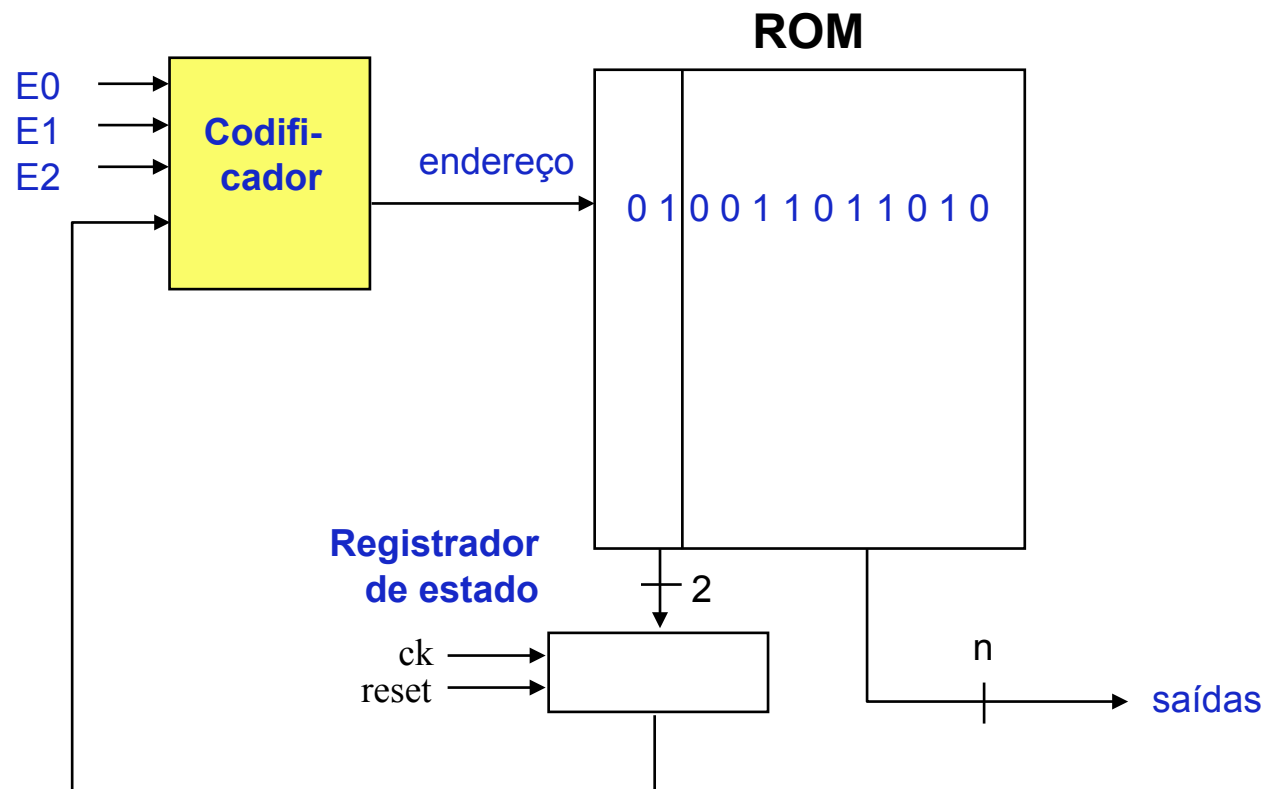 ROM
E0
E1
E2
Codifi-
cador
endereço
0 1 0 0 1 1 0 1 1 0 1 0
Registrador
de estado
2
ck
reset
n
saídas